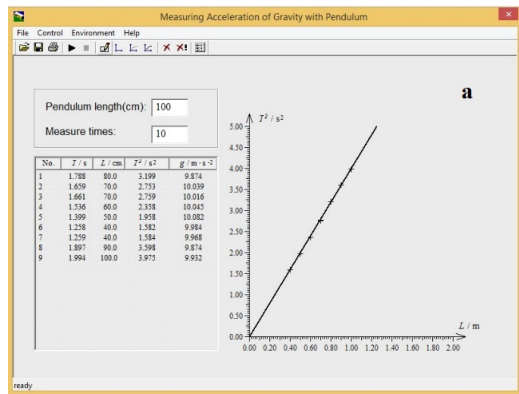 Measuring Acceleration of Gravity with Pendulum
File Control Environment Help
a
Pendulum length(cm): 100
Measure times: 10
No. T / s L / cm T² / s² g / m·s⁻²
1 1.788 80.0 3.199 9.874
2 1.659 70.0 2.753 10.039
3 1.661 70.0 2.759 10.016
4 1.536 60.0 2.358 10.045
5 1.399 50.0 1.958 10.082
6 1.258 40.0 1.582 9.984
7 1.259 40.0 1.584 9.968
8 1.897 90.0 3.598 9.874
9 1.994 100.0 3.975 9.932
T² / s²
5.00
4.50
4.00
3.50
3.00
2.50
2.00
1.50
1.00
0.50
0.00
L / m
0.00 0.20 0.40 0.60 0.80 1.00 1.20 1.40 1.60 1.80 2.00
ready